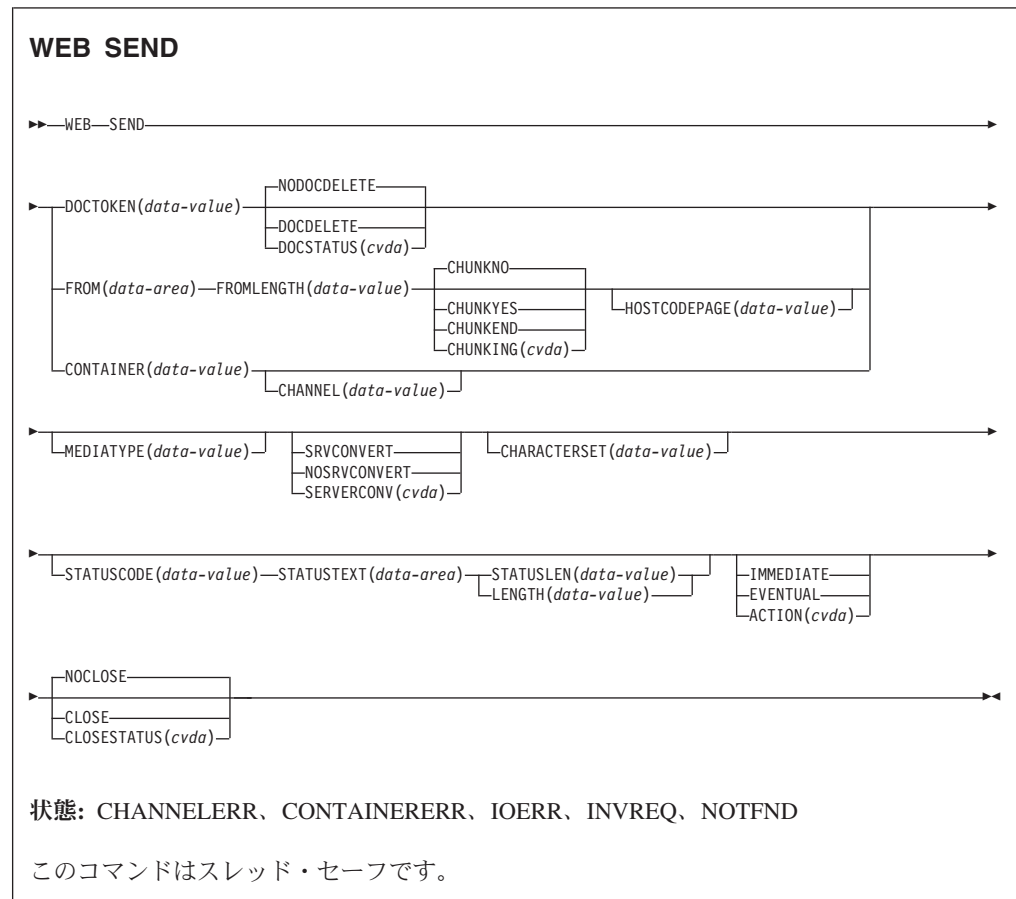 WEB SEND
WEB SEND
NODOCDELETE
DOCTOKEN(data-value)
DOCDELETE
DOCSTATUS(cvda)
CHUNKNO
FROM(data-area) FROMLENGTH(data-value)
CHUNKYES HOSTCODEPAGE(data-value)
CHUNKEND
CHUNKING(cvda)
CONTAINER(data-value)
CHANNEL(data-value)
MEDIATYPE(data-value) SRVCONVERT CHARACTERSET(data-value)
NOSRVCONVERT
SERVERCONV(cvda)
STATUSCODE(data-value) STATUSTEXT(data-area) STATUSLEN(data-value) IMMEDIATE
LENGTH(data-value) EVENTUAL
ACTION(cvda)
NOCLOSE
CLOSE
CLOSESTATUS(cvda)
状態: CHANNELERR、CONTAINERERR、IOERR、INVREQ、NOTFND
このコマンドはスレッド・セーフです。